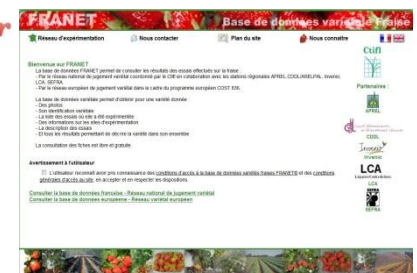 FRANET Base de données variétale Fraise
Réseau d'expérimentation Nous contacter Plan du site Nous connaître
Ctifl
Bienvenue sur FRANET
La base de données FRANET permet de consulter les résultats des essais effectués sur la fraise :
- Par le réseau national de jugement variétal coordonné par le Ctifl en collaboration avec les stations régionales APREL, CDDL/AREUPAL, Invenio,
LCA, SEFRA.
- Par le réseau européen de jugement variétal dans le cadre du programme européen COST 836.
Partenaires :
La base de données variétale permet d'obtenir pour une variété donnée :
- Des photos
- Son identification variétale
- La liste des essais où elle a été expérimentée
- Des informations sur les sites d'expérimentation
- La description des essais
- Et tous les résultats permettant de décrire la variété dans son ensemble.
APREL
La consultation des fiches est libre et gratuite.
CDDL
Avertissement à l'utilisateur
Invenio
L'utilisateur reconnaît avoir pris connaissance des conditions d'accès à la base de données variétés fraises FRANET® et des conditions
générales d'accès au site, en accepter et en respecter les dispositions.
LCA
LCA
Consulter la base de données française - Réseau national de jugement variétal
Consulter la base de données européenne - Réseau variétal européen
SEFRA